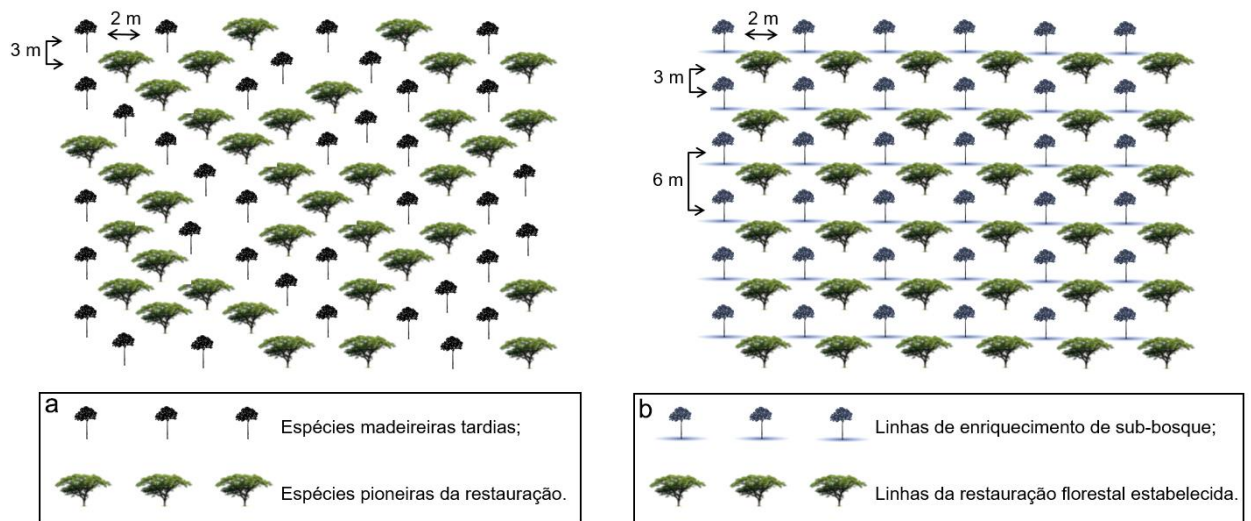 2 m
3 m
a
Espécies madeireiras tardias;
Espécies pioneiras da restauração.
2 m
3 m
6 m
b
Linhas de enriquecimento de sub-bosque;
Linhas da restauração florestal estabelecida.